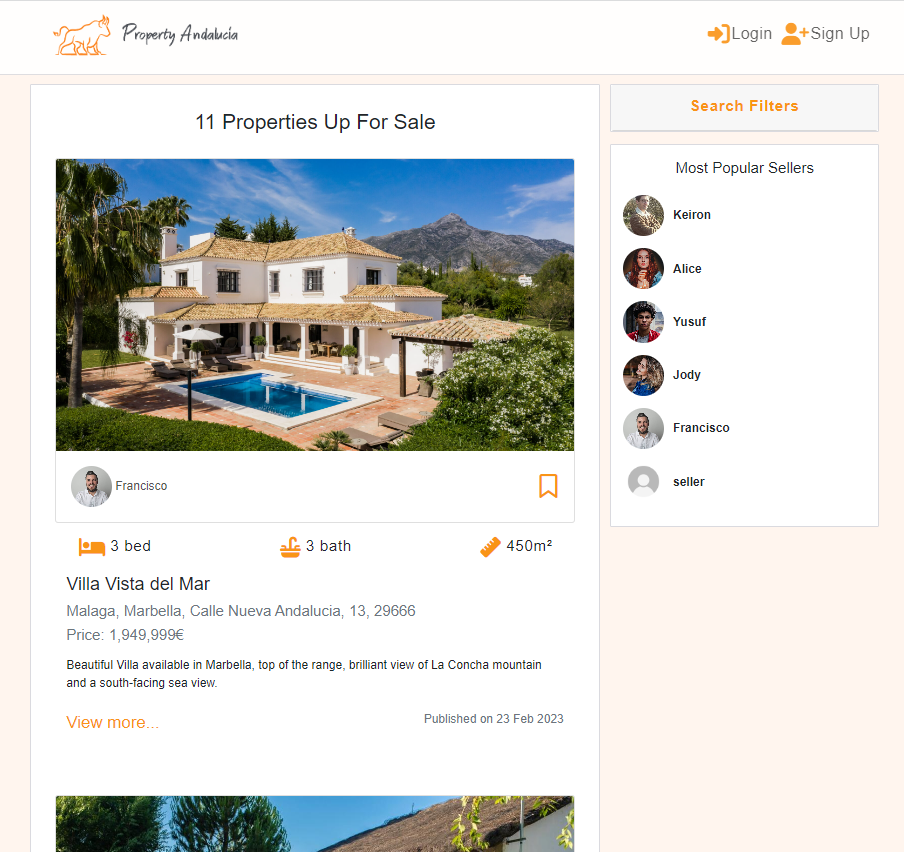 Property Andalucía
Login
Sign Up
11 Properties Up For Sale
Francisco
3 bed
3 bath
450m²
Villa Vista del Mar
Malaga, Marbella, Calle Nueva Andalucia, 13, 29666
Price: 1,949,999€
Beautiful Villa available in Marbella, top of the range, brilliant view of La Concha mountain
and a south-facing sea view.
View more...
Published on 23 Feb 2023
Search Filters
Most Popular Sellers
Keiron
Alice
Yusuf
Jody
Francisco
seller